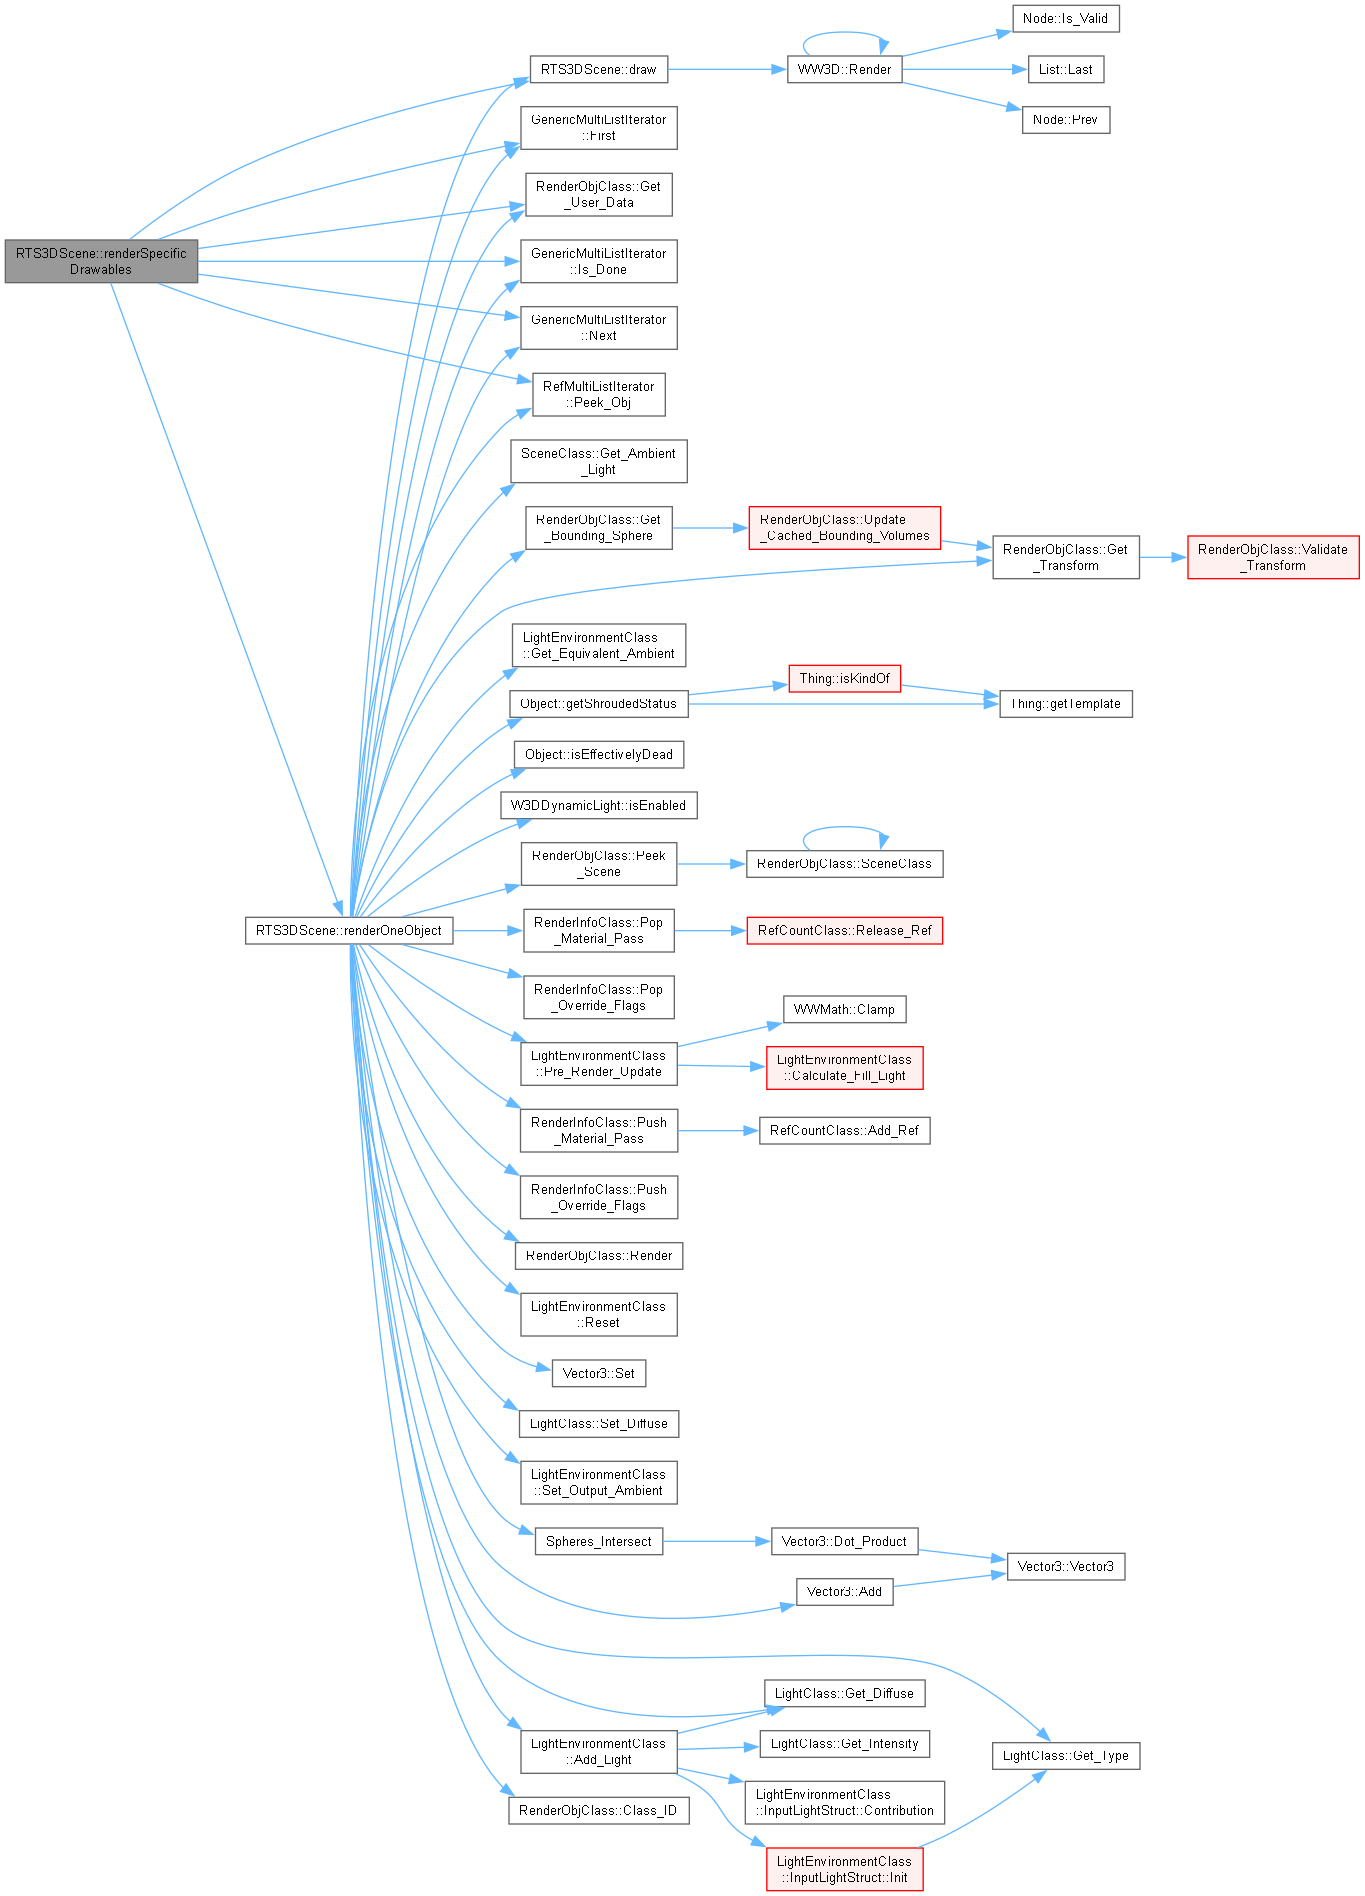 Node::Is_Valid
RTS3DScene::draw
WW3D::Render
List::Last
Node::Prev
GenericMultiListIterator
::First
RenderObjClass::Get
_User_Data
RTS3DScene::renderSpecific
Drawables
GenericMultiListIterator
::Is_Done
GenericMultiListIterator
::Next
RefMultiListIterator
::Peek_Obj
SceneClass::Get_Ambient
_Light
RenderObjClass::Get
_Bounding_Sphere
RenderObjClass::Update
_Cached_Bounding_Volumes
RenderObjClass::Get
_Transform
RenderObjClass::Validate
_Transform
LightEnvironmentClass
::Get_Equivalent_Ambient
Object::getShroudedStatus
Thing::isKindOf
Thing::getTemplate
Object::isEffectivelyDead
W3DDynamicLight::isEnabled
RenderObjClass::Peek
_Scene
RenderObjClass::SceneClass
RTS3DScene::renderOneObject
RenderInfoClass::Pop
_Material_Pass
RefCountClass::Release_Ref
RenderInfoClass::Pop
_Override_Flags
WWMath::Clamp
LightEnvironmentClass
::Pre_Render_Update
LightEnvironmentClass
::Calculate_Fill_Light
RenderInfoClass::Push
_Material_Pass
RefCountClass::Add_Ref
RenderInfoClass::Push
_Override_Flags
RenderObjClass::Render
LightEnvironmentClass
::Reset
Vector3::Set
LightClass::Set_Diffuse
LightEnvironmentClass
::Set_Output_Ambient
Spheres_Intersect
Vector3::Dot_Product
Vector3::Vector3
Vector3::Add
LightClass::Get_Diffuse
LightEnvironmentClass
::Add_Light
LightClass::Get_Intensity
LightClass::Get_Type
LightEnvironmentClass
::InputLightStruct::Contribution
RenderObjClass::Class_ID
LightEnvironmentClass
::InputLightStruct::Init